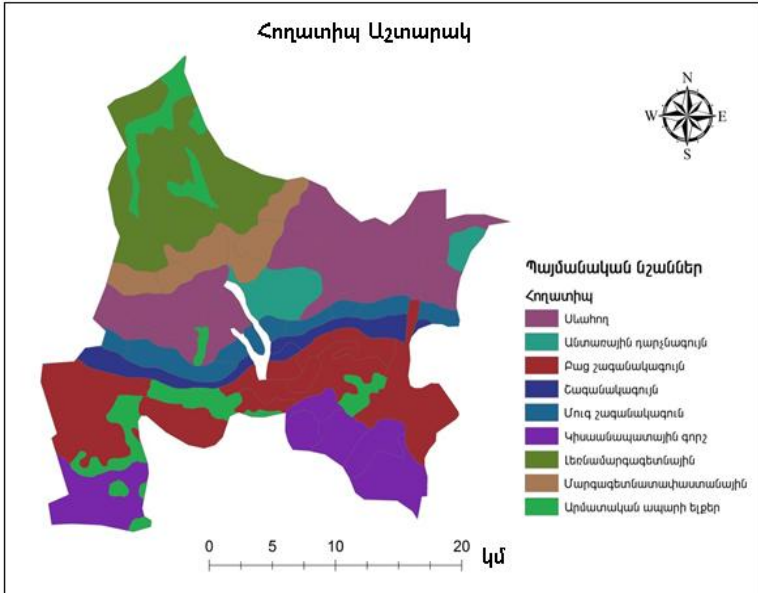 Հողատիպ Աշտարակ
N
W E
S
Պայմանական նշաններ
Հողատիպ
Սևահող
Անտառային դարչնագույն
Բաց շագանակագույն
Շագանակագույն
Մուգ շագանակագուն
Կիսաանապատային գորշ
Լեռնամարգագետնային
Մարգագետնատափաստանային
Արմատական ապարի ելքեր
0 5 10 20 կմ